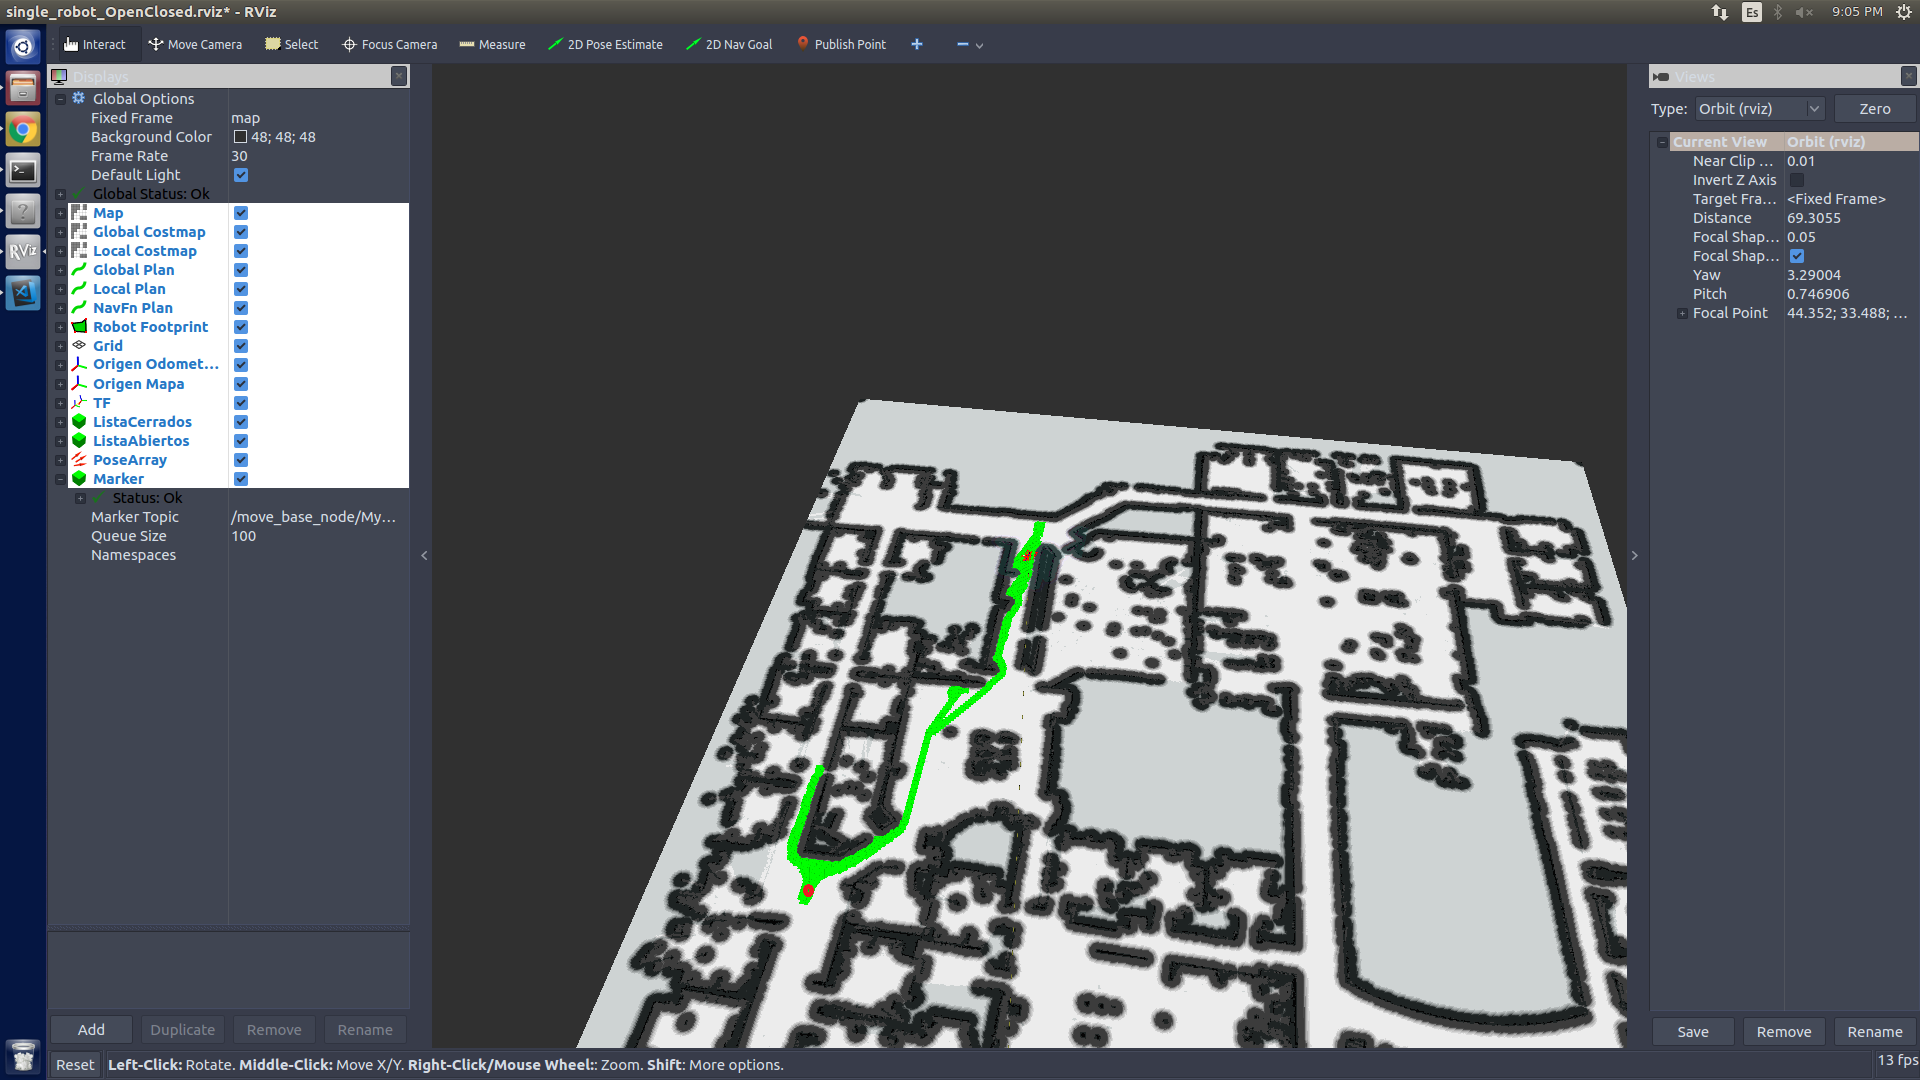 single_robot_OpenClosed.rviz* - RViz
Es
9:05 PM
Interact
Move Camera
Select
Focus Camera
Measure
2D Pose Estimate
2D Nav Goal
Publish Point
Displays
Global Options
Fixed Frame map
Background Color 48; 48; 48
Frame Rate 30
Default Light
Global Status: Ok
Map
Global Costmap
Local Costmap
Global Plan
Local Plan
NavFn Plan
Robot Footprint
Grid
Origen Odomet...
Origen Mapa
TF
ListaCerrados
ListaAbiertos
PoseArray
Marker
Status: Ok
Marker Topic /move_base_node/My...
Queue Size 100
Namespaces
Add
Duplicate
Remove
Rename
Views
Type: Orbit (rviz)
Zero
Current View Orbit (rviz)
Near Clip ... 0.01
Invert Z Axis
Target Fra... <Fixed Frame>
Distance 69.3055
Focal Shap... 0.05
Focal Shap...
Yaw 3.29004
Pitch 0.746906
Focal Point 44.352; 33.488; ...
Save
Remove
Rename
Reset
Left-Click: Rotate. Middle-Click: Move X/Y. Right-Click/Mouse Wheel:: Zoom. Shift: More options.
13 fps
RViz